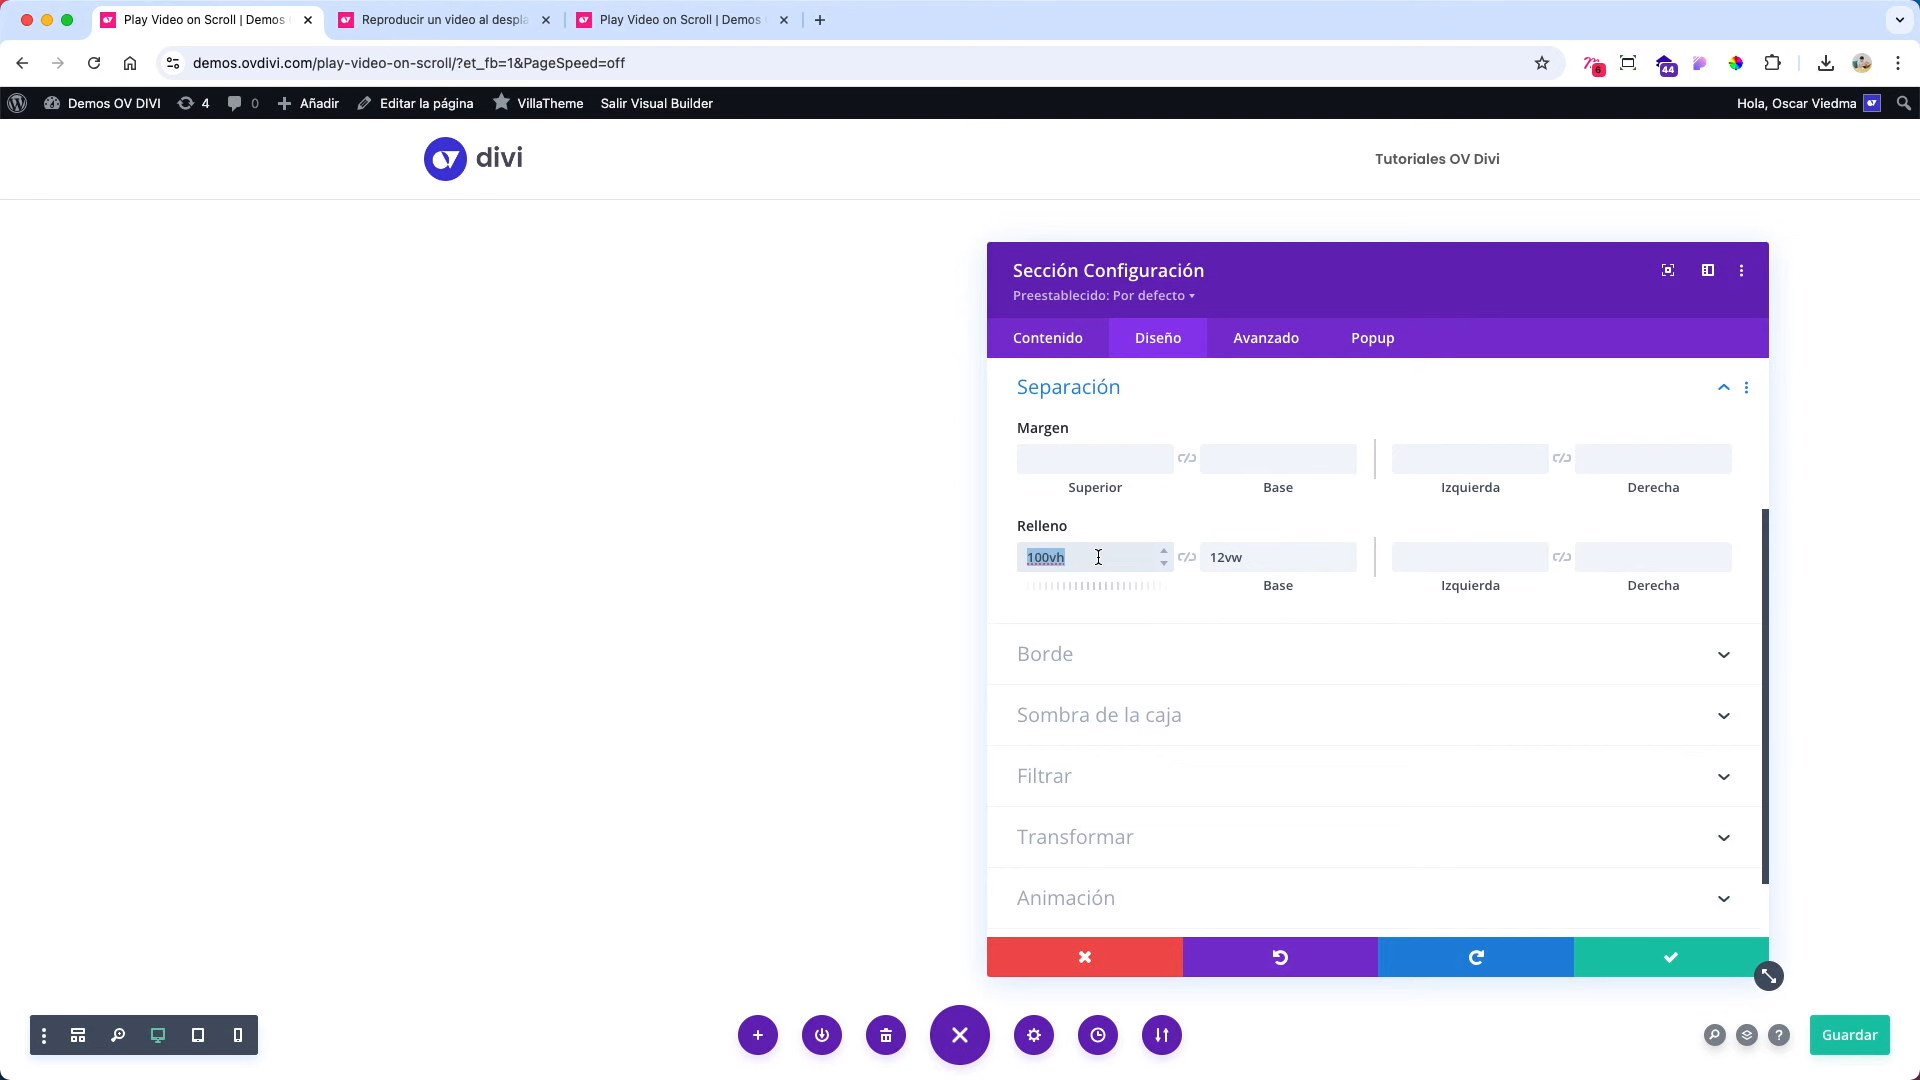 Play Video on Scroll | Demos
Reproducir un video al despla
Play Video on Scroll | Demos
demos.ovdivi.com/play-video-on-scroll/?et_fb=1&PageSpeed=off
6
44
Demos OV DIVI
4
0
Añadir
Editar la página
VillaTheme
Salir Visual Builder
Hola, Oscar Viedma
divi
Tutoriales OV Divi
Sección Configuración
Preestablecido: Por defecto
Contenido
Diseño
Avanzado
Popup
Separación
Margen
Superior
Base
Izquierda
Derecha
Relleno
100vh
12vw
Base
Izquierda
Derecha
Borde
Sombra de la caja
Filtrar
Transformar
Animación
?
Guardar